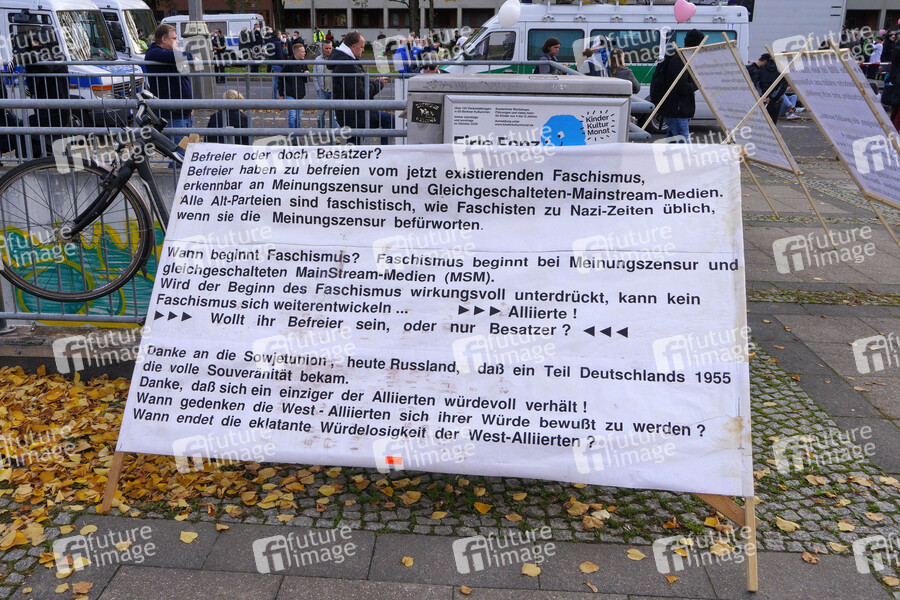 Befreier oder doch Besatzer?
Befreier haben zu befreien vom jetzt existierenden Faschismus,
erkennbar an Meinungszensur und Gleichgeschalteten-Mainstream-Medien.
Alle Alt-Parteien sind faschistisch, wie Faschisten zu Nazi-Zeiten üblich,
wenn sie die Meinungszensur befürworten.
Wann beginnt Faschismus? Faschismus beginnt bei Meinungszensur und
gleichgeschalteten MainStream-Medien (MSM).
Wird der Beginn des Faschismus wirkungsvoll unterdrückt, kann kein
Faschismus sich weiterentwickeln ... ►►► Alliierte !
►►► Wollt ihr Befreier sein, oder nur Besatzer ? ◄◄◄
Danke an die Sowjetunion , heute Russland, daß ein Teil Deutschlands 1955
die volle Souveränität bekam.
Danke, daß sich ein einziger der Alliierten würdevoll verhält !
Wann gedenken die West - Alliierten sich ihrer Würde bewußt zu werden ?
Wann endet die eklatante Würdelosigkeit der West-Alliierten ?
Kinder
Kultur
Monat
future image